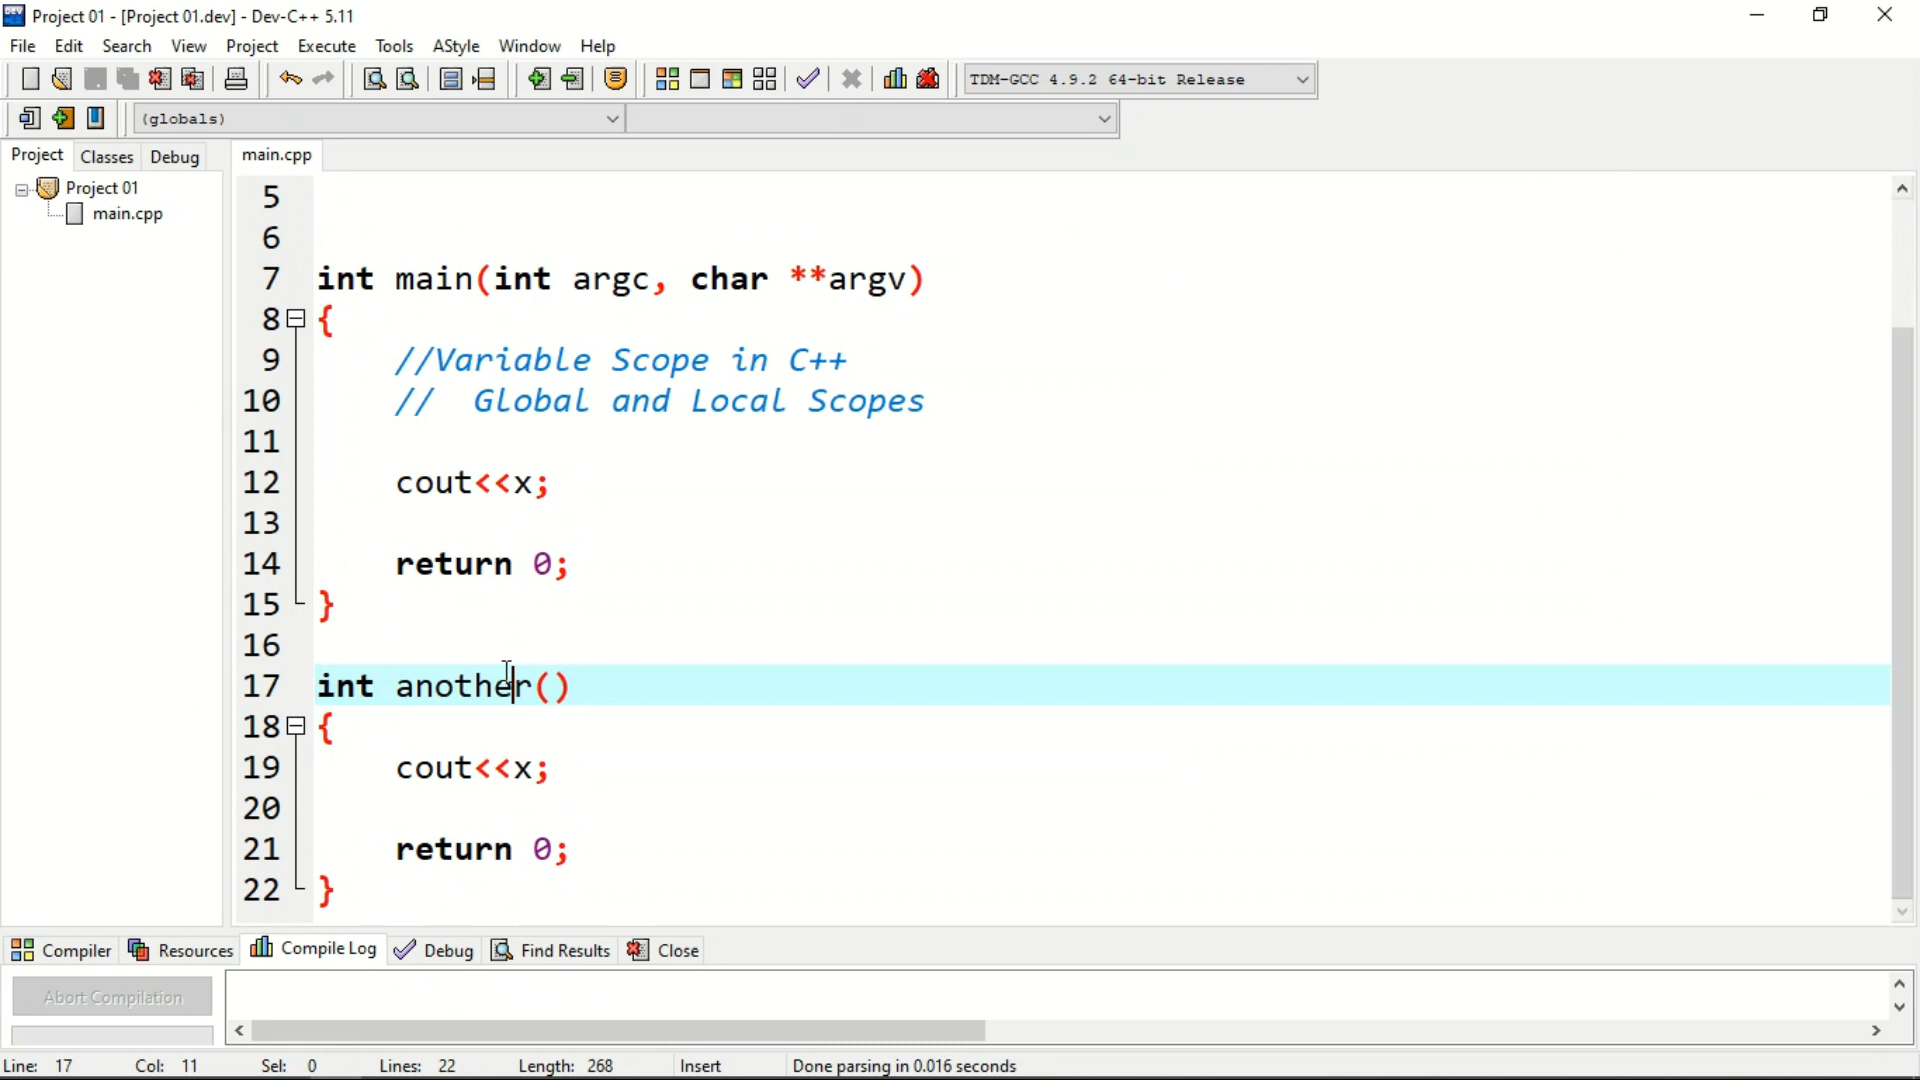 Project 01 - [Project 01.dev] - Dev-C++ 5.11
File Edit Search View Project Execute Tools AStyle Window Help
TDM-GCC 4.9.2 64-bit Release
(globals)
Project Classes Debug main.cpp
Project 01
main.cpp
5
6
7 int main(int argc, char **argv)
8 {
9 //Variable Scope in C++
10 // Global and Local Scopes
11
12 cout<<x;
13
14 return 0;
15 }
16
17 int another()
18 {
19 cout<<x;
20
21 return 0;
22 }
Compiler Resources Compile Log Debug Find Results Close
Abort Compilation
Line: 17 Col: 11 Sel: 0 Lines: 22 Length: 268 Insert Done parsing in 0.016 seconds